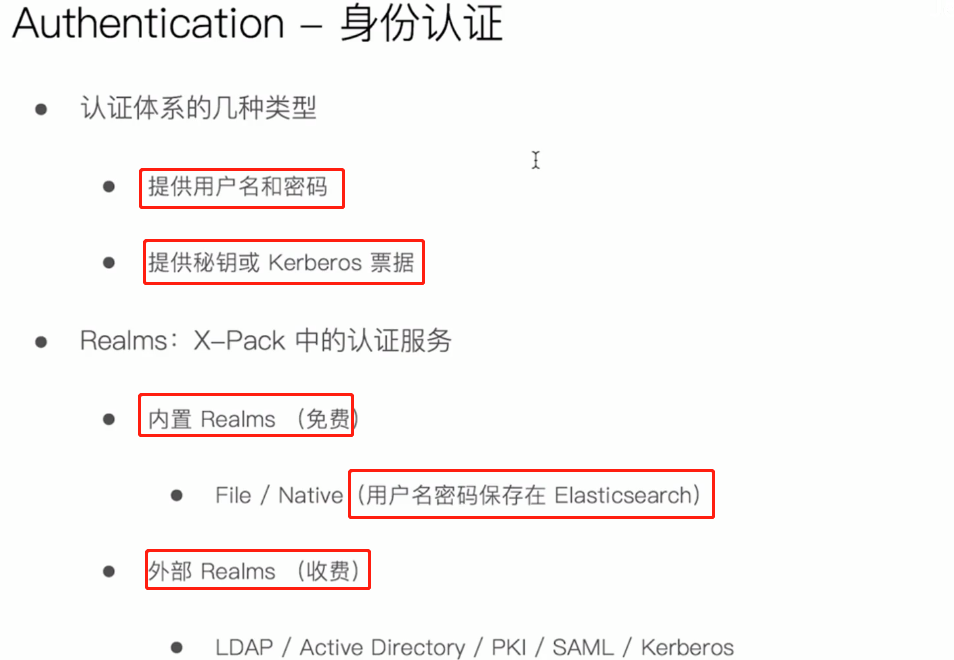 Authentication – 身份认证
认证体系的几种类型
提供用户名和密码
提供秘钥或 Kerberos 票据
Realms：X-Pack 中的认证服务
内置 Realms （免费）
File / Native（用户名密码保存在 Elasticsearch）
外部 Realms （收费）
LDAP / Active Directory / PKI / SAML / Kerberos